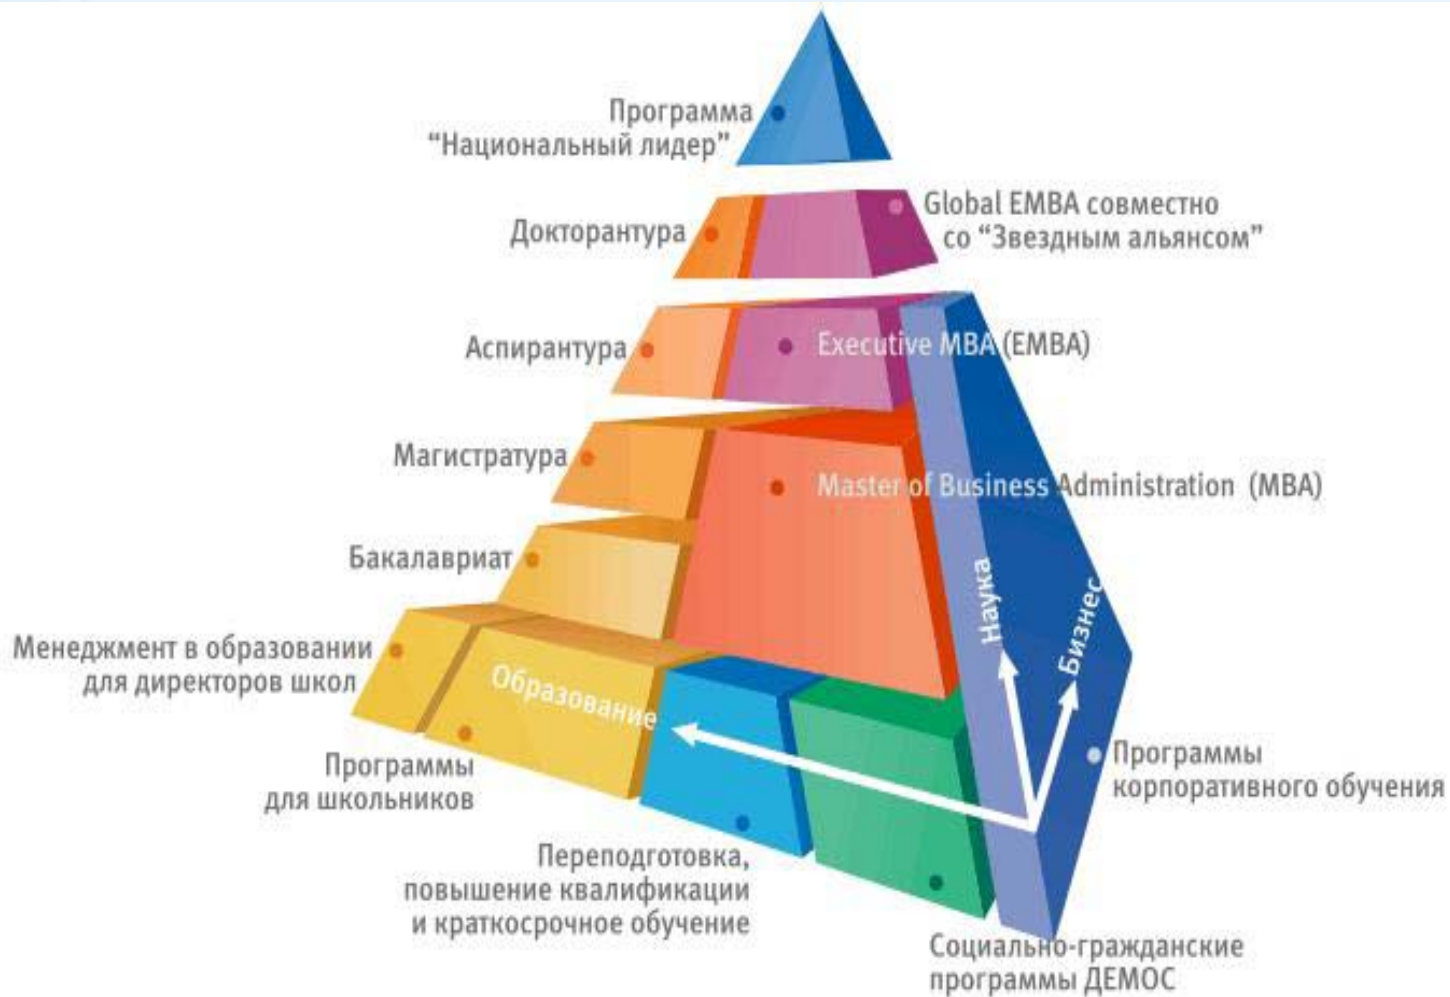 Программа
“Национальный лидер”
Докторантура
Global EMBA совместно
со “Звездным альянсом”
Аспирантура
Executive MBA (EMBA)
Магистратура
Master of Business Administration (MBA)
Бакалавриат
Наука
Бизнес
Менеджмент в образовании
для директоров школ
Образование
Программы
для школьников
Программы
корпоративного обучения
Переподготовка,
повышение квалификации
и краткосрочное обучение
Социально-гражданские
программы ДЕМОС